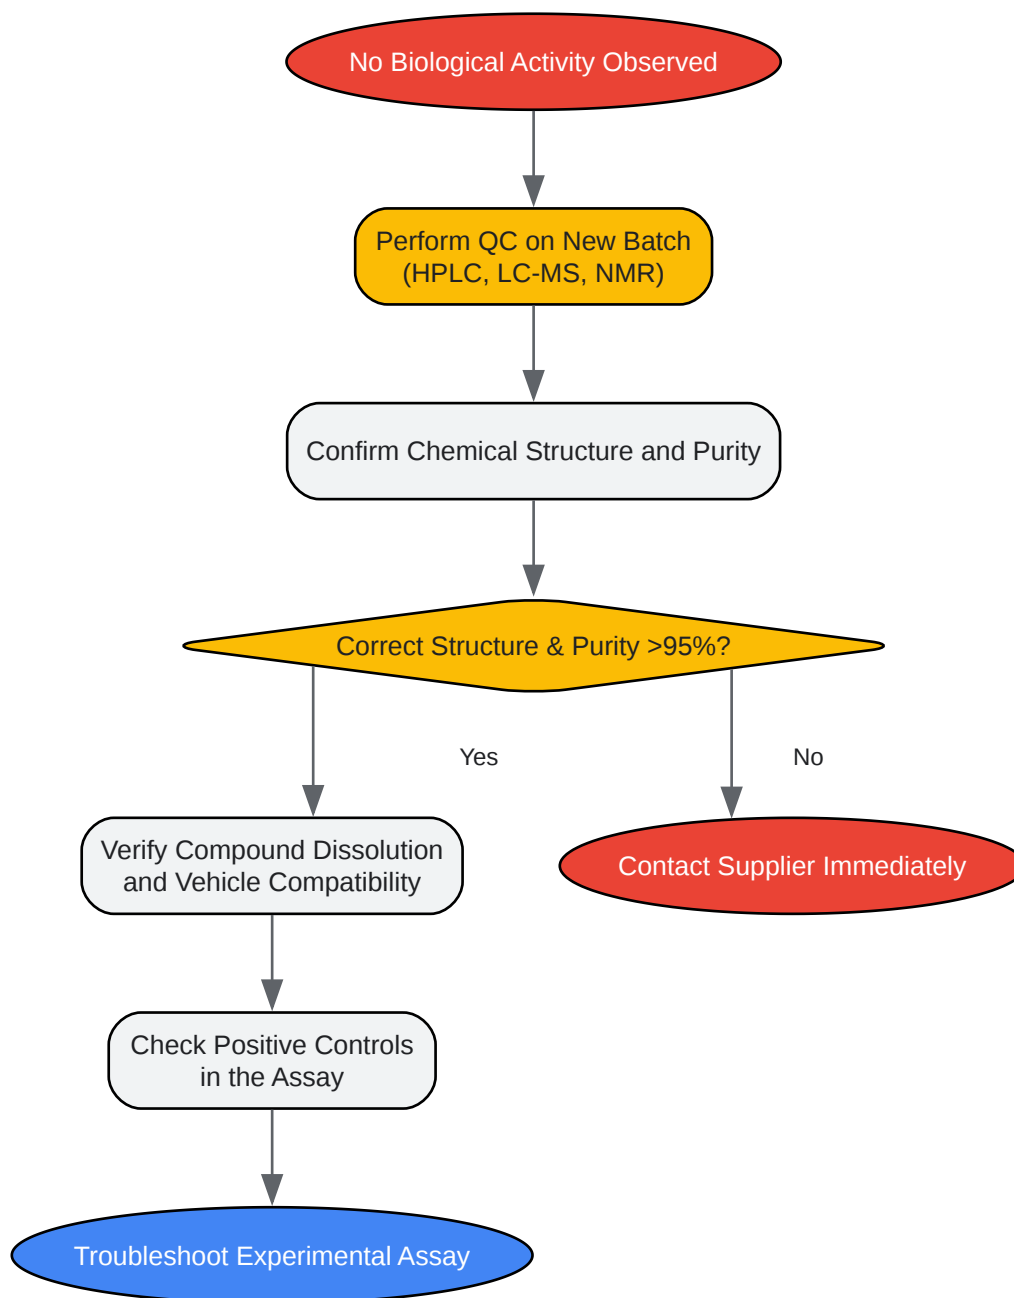 No Biological Activity Observed
Perform QC on New Batch
(HPLC, LC-MS, NMR)
Confirm Chemical Structure and Purity
Correct Structure & Purity >95%?
Yes
No
Verify Compound Dissolution
and Vehicle Compatibility
Contact Supplier Immediately
Check Positive Controls
in the Assay
Troubleshoot Experimental Assay